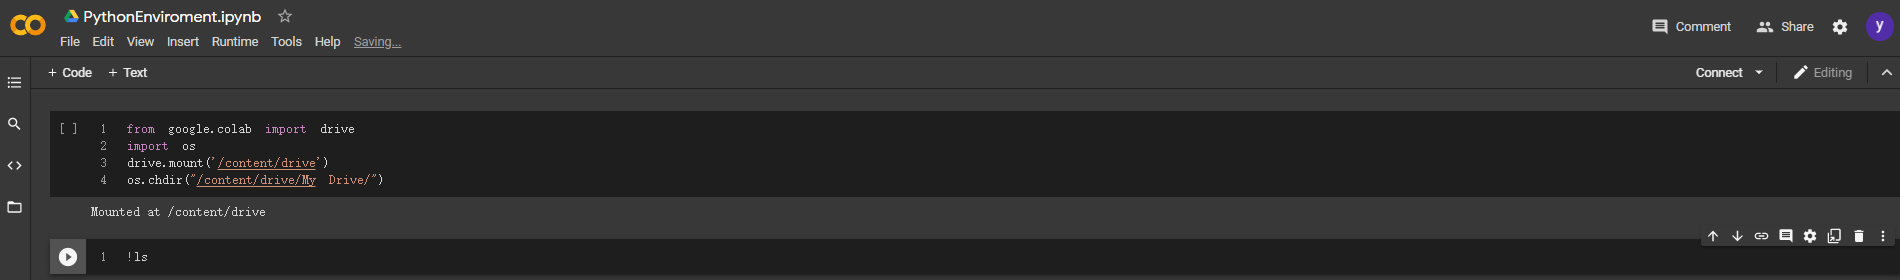 PythonEnviroment.ipynb
File Edit View Insert Runtime Tools Help Saving...
Comment Share y
+ Code + Text
Connect Editing
[ ] 1 from google.colab import drive
2 import os
3 drive.mount('/content/drive')
4 os.chdir("/content/drive/My Drive/")
Mounted at /content/drive
1 !ls